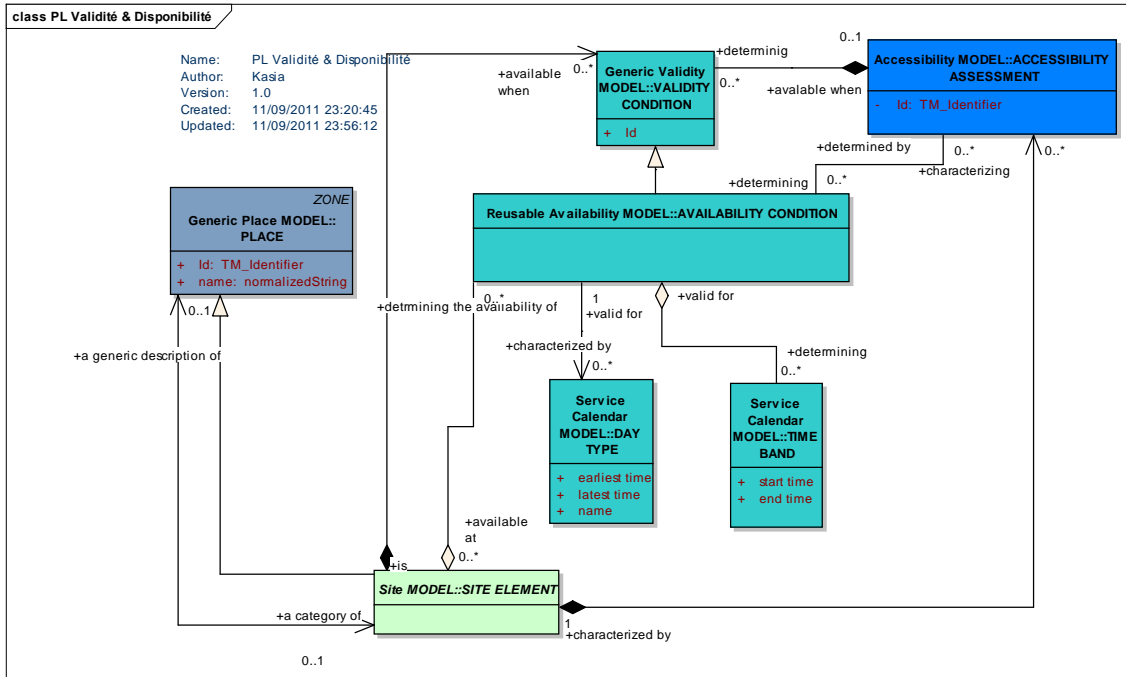 class PL Validité & Disponibilité
Name: PL Validité & Disponibilité
Author: Kasia
Version: 1.0
Created: 11/09/2011 23:20:45
Updated: 11/09/2011 23:56:12
+available
when
0..*
Generic Validity
MODEL::VALIDITY
CONDITION
+ Id
+determinig
0..*
0..1
+avalable when
Accessibility MODEL::ACCESSIBILITY
ASSESSMENT
- Id: TM_Identifier
+determined by
0..*
+characterizing
0..*
+determining
0..*
Reusable Availability MODEL::AVAILABILITY CONDITION
ZONE
Generic Place MODEL::
PLACE
+ Id: TM_Identifier
+ name: normalizedString
0..1
0..*
+detrmining the avaliability of
1
+valid for
+valid for
+a generic description of
+characterized by
0..*
+determining
0..*
Service
Calendar
MODEL::DAY
TYPE
+ earliest time
+ latest time
+ name
Service
Calendar
MODEL::TIME
BAND
+ start time
+ end time
+available
at
0..*
+is
Site MODEL::SITE ELEMENT
+a category of
0..1
1
+characterized by